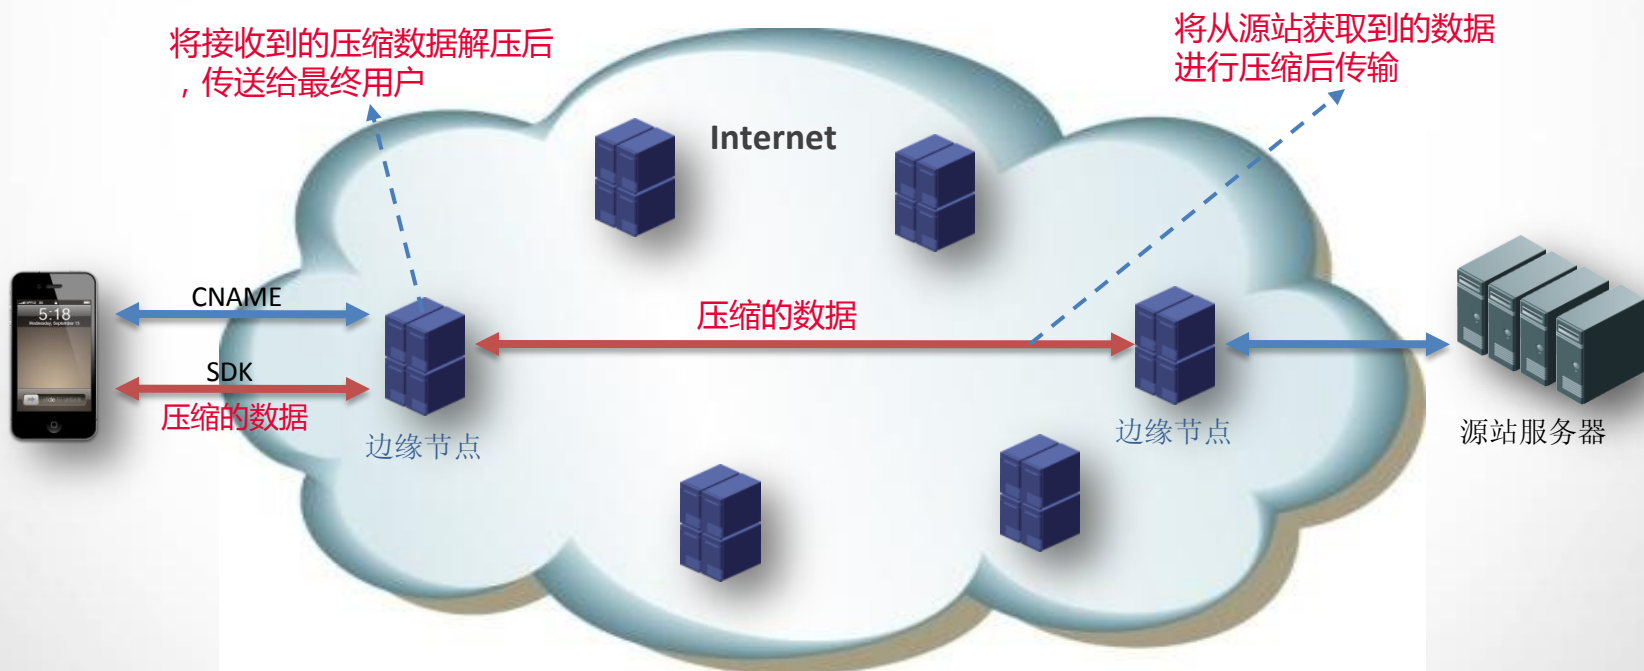 将接收到的压缩数据解压后
，传送给最终用户
将从源站获取到的数据
进行压缩后传输
Internet
CNAME
5:18
压缩的数据
SDK
压缩的数据
边缘节点
边缘节点
源站服务器